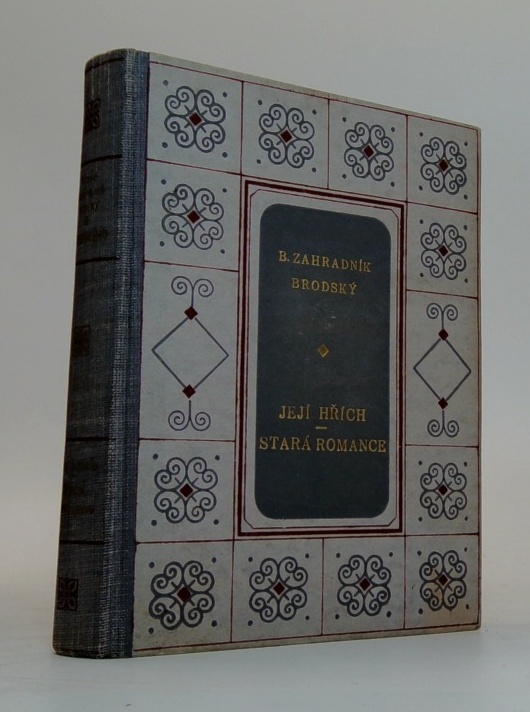 B. ZAHRADNÍK
BRODSKÝ
JEJÍ HŘÍCH
STARÁ ROMANCE